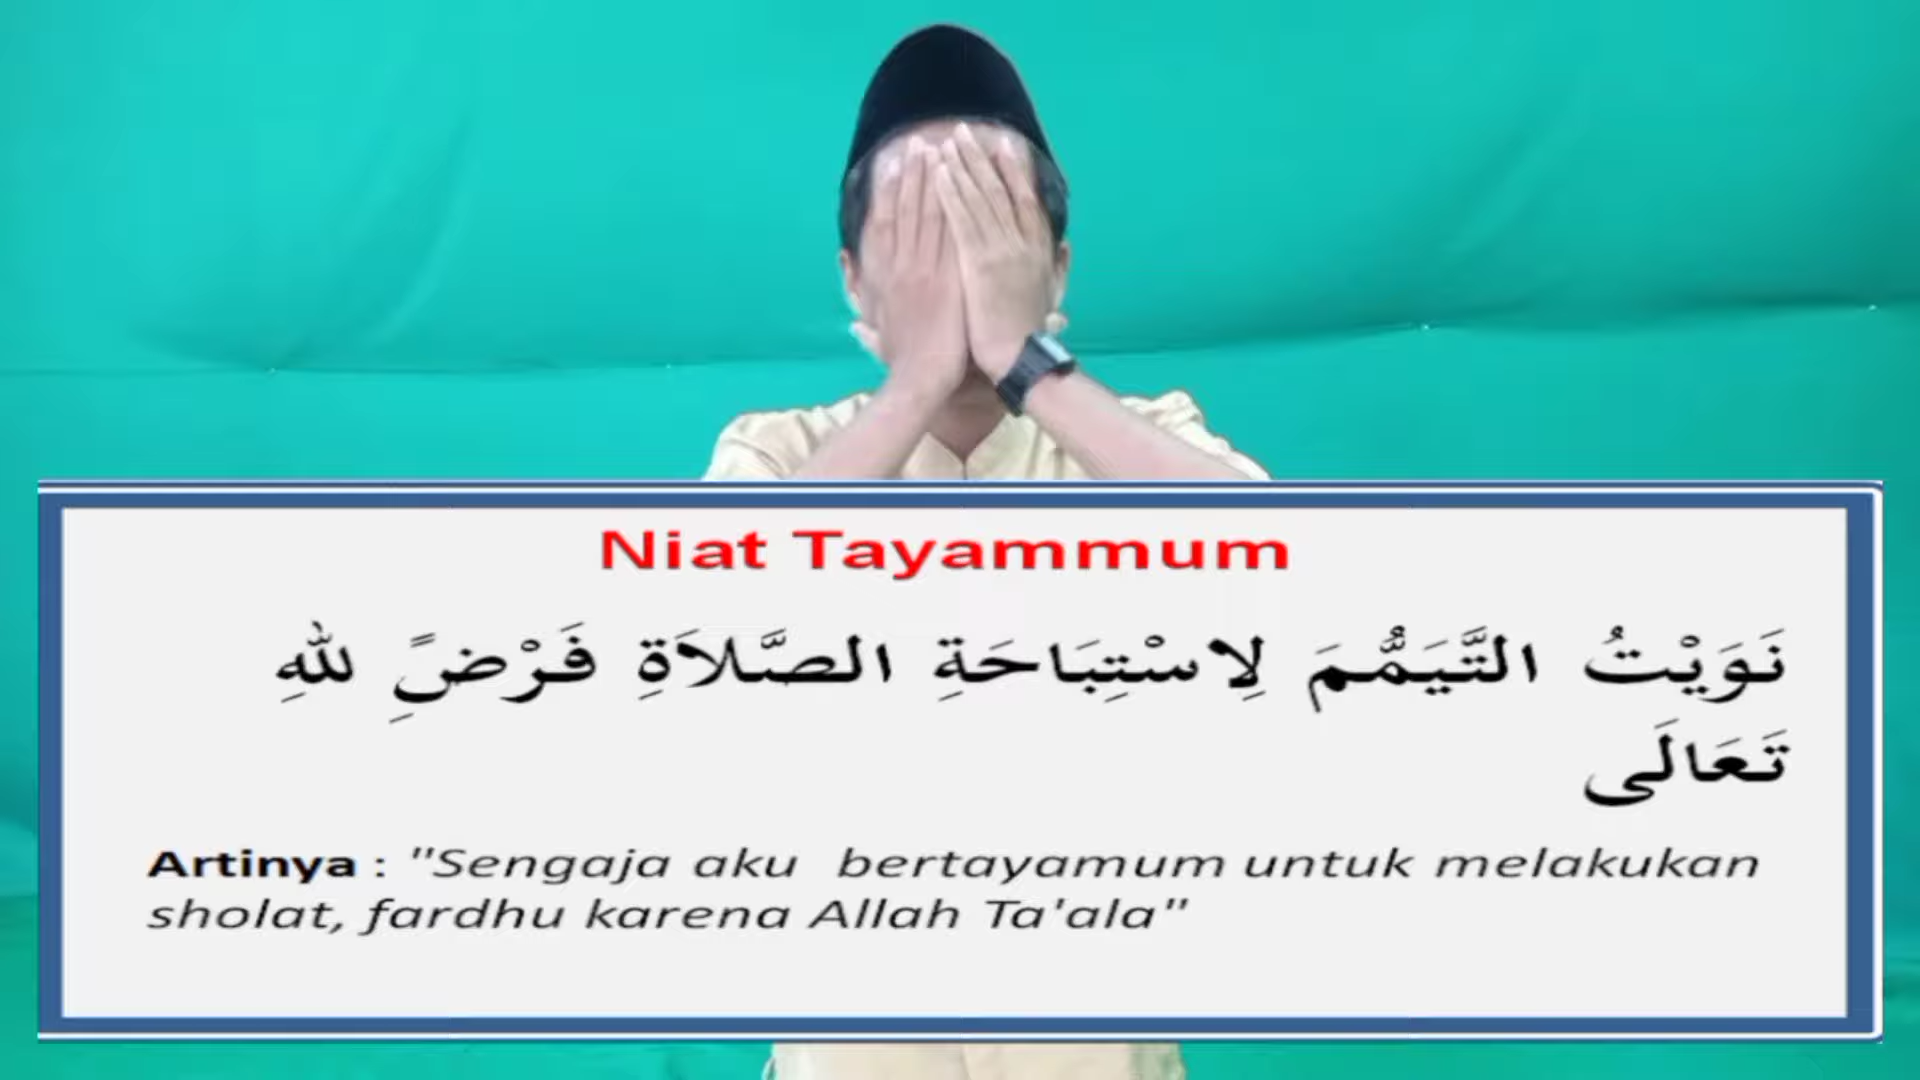 Niat Tayammum
نَوَيْتُ التَّيَمُّمَ لِاسْتِبَاحَةِ الصَّلَاةِ فَرْضًِ لِلّٰهِ
تَعَالَى
Artinya : "Sengaja aku bertayamum untuk melakukan
sholat, fardhu karena Allah Ta'ala"